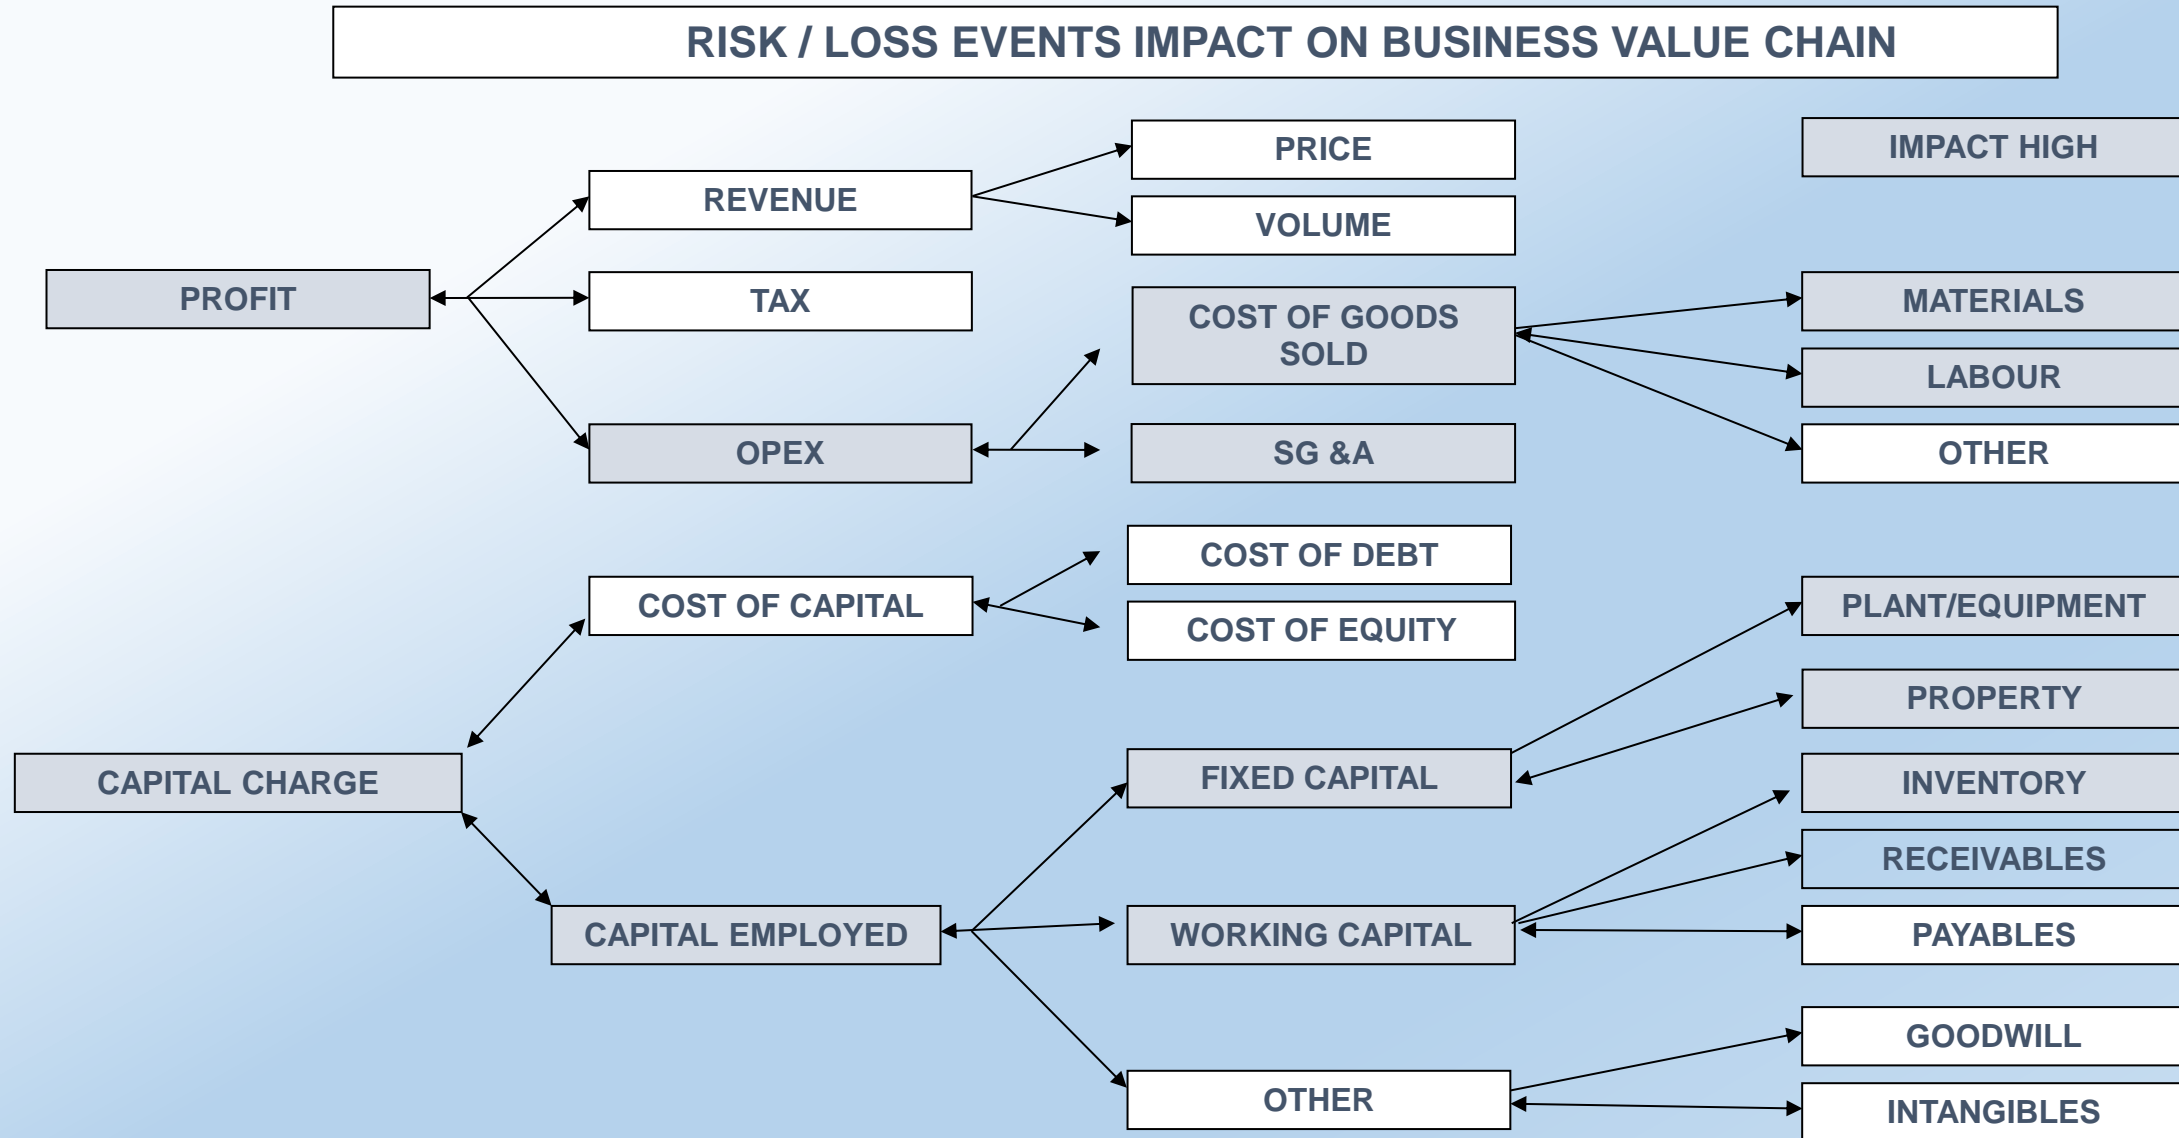 RISK / LOSS EVENTS IMPACT ON BUSINESS VALUE CHAIN
PRICE
IMPACT HIGH
REVENUE
VOLUME
PROFIT
TAX
COST OF GOODS
SOLD
MATERIALS
LABOUR
OPEX
SG &A
OTHER
COST OF DEBT
COST OF CAPITAL
COST OF EQUITY
PLANT/EQUIPMENT
PROPERTY
CAPITAL CHARGE
FIXED CAPITAL
INVENTORY
RECEIVABLES
CAPITAL EMPLOYED
WORKING CAPITAL
PAYABLES
GOODWILL
OTHER
INTANGIBLES